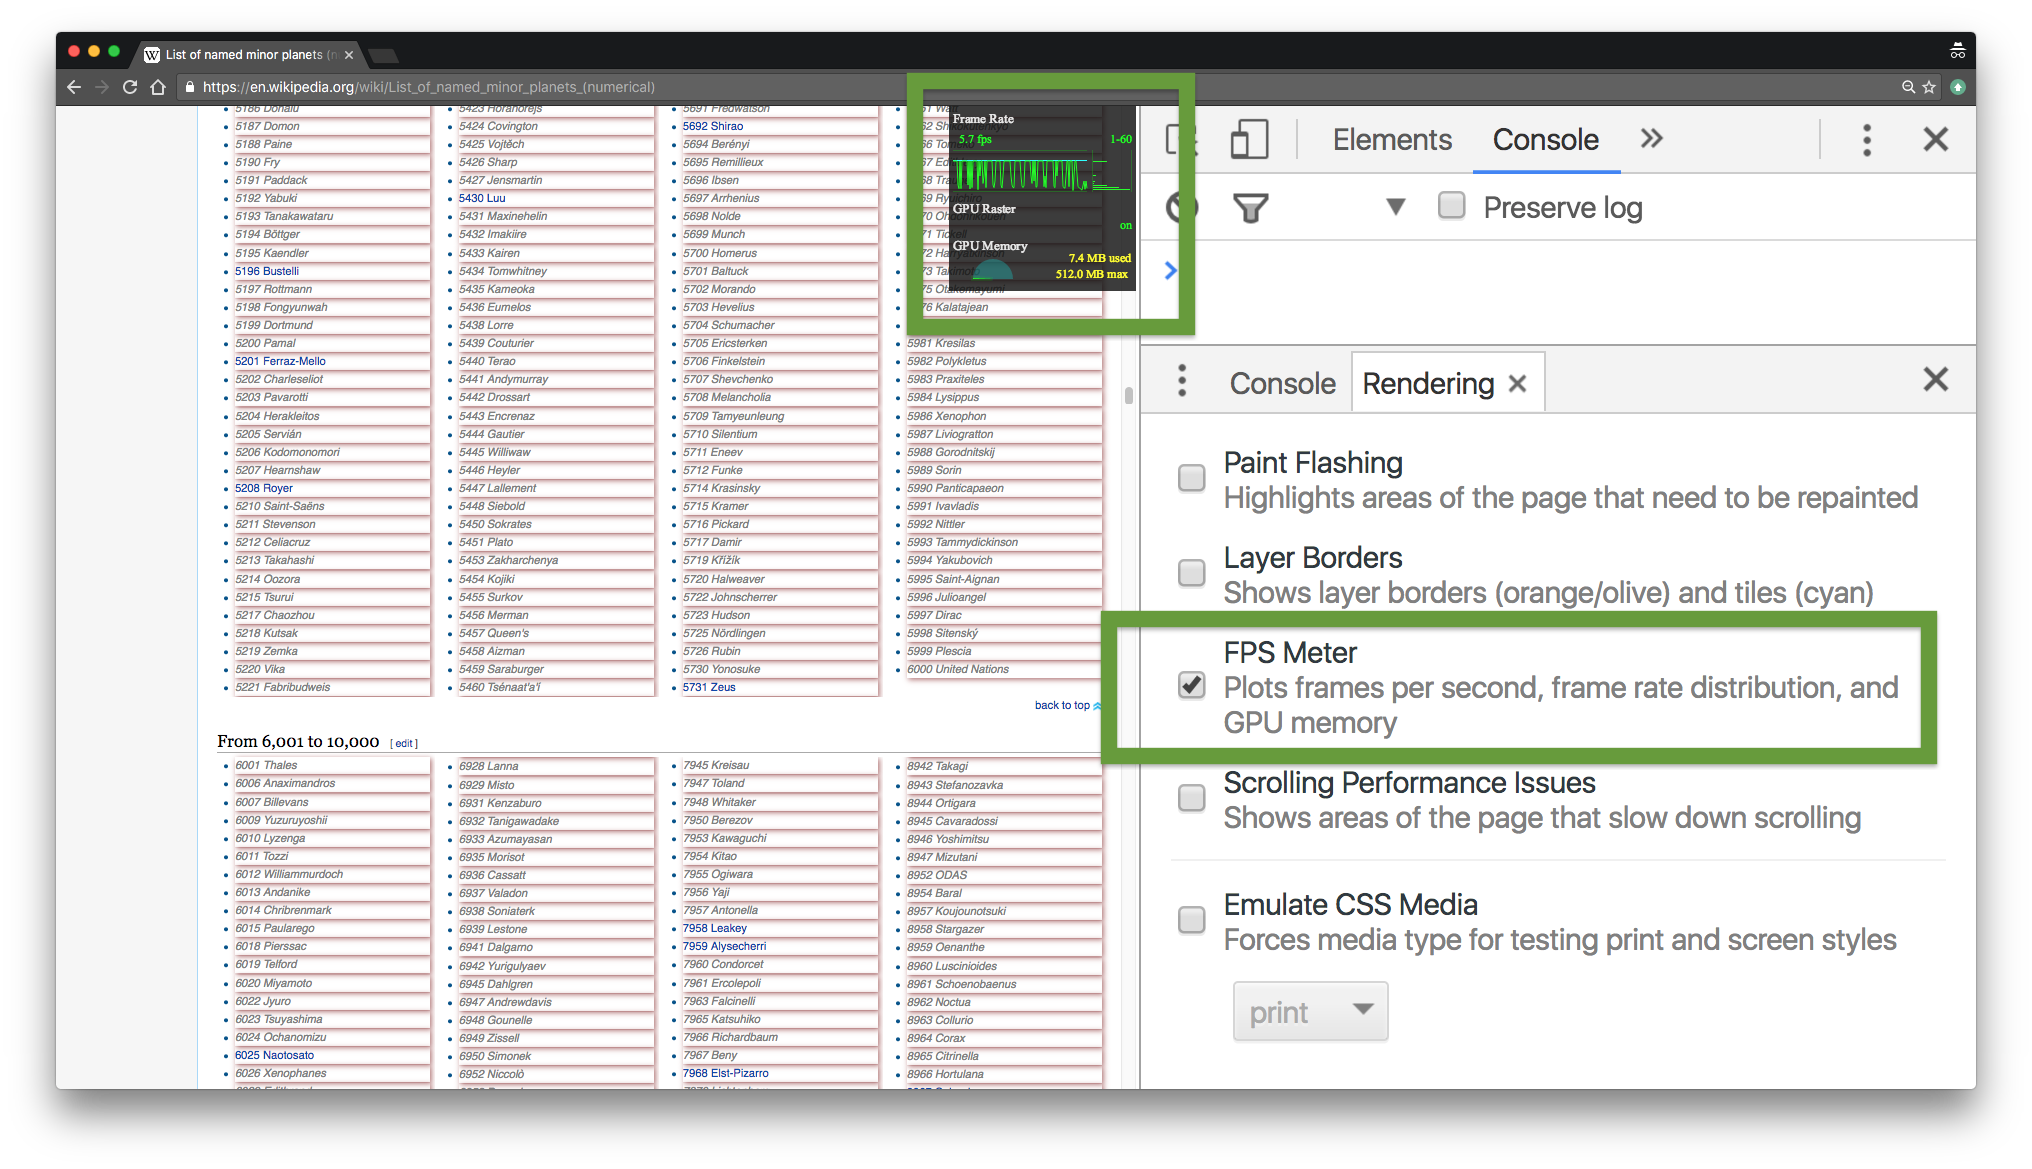 List of named minor planets (n
https://en.wikipedia.org/wiki/List_of_named_minor_planets_(numerical)
5186 Donalu
5187 Domon
5188 Paine
5190 Fry
5191 Paddack
5192 Yabuki
5193 Tanakawataru
5194 Böttger
5195 Kaendler
5196 Bustelli
5197 Rottmann
5198 Fongyunwah
5199 Dortmund
5200 Pamal
5201 Ferraz-Mello
5202 Charleseliot
5203 Pavarotti
5204 Herakleitos
5205 Servián
5206 Kodomonomori
5207 Hearnshaw
5208 Royer
5210 Saint-Saëns
5211 Stevenson
5212 Celiacruz
5213 Takahashi
5214 Oozora
5215 Tsurui
5217 Chaozhou
5218 Kutsak
5219 Zemka
5220 Vika
5221 Fabribudweis
5423 Horahořejs
5424 Covington
5425 Vojtěch
5426 Sharp
5427 Jensmartin
5430 Luu
5431 Maxinehelin
5432 Imakiire
5433 Kairen
5434 Tomwhitney
5435 Kameoka
5436 Eumelos
5438 Lorre
5439 Couturier
5440 Terao
5441 Andymurray
5442 Drossart
5443 Encrenaz
5444 Gautier
5445 Williwaw
5446 Heyler
5447 Lallement
5448 Siebold
5450 Sokrates
5451 Plato
5453 Zakharchenya
5454 Kojiki
5455 Surkov
5456 Merman
5457 Queen's
5458 Aizman
5459 Saraburger
5460 Tsénaat'a'í
5691 Fredwatson
5692 Shirao
5694 Berényi
5695 Remillieux
5696 Ibsen
5697 Arrhenius
5698 Nolde
5699 Munch
5700 Homerus
5701 Baltuck
5702 Morando
5703 Hevelius
5704 Schumacher
5705 Ericsterken
5706 Finkelstein
5707 Shevchenko
5708 Melancholia
5709 Tamyeunleung
5710 Silentium
5711 Eneev
5712 Funke
5714 Krasinsky
5715 Kramer
5716 Pickard
5717 Damir
5719 Křížík
5720 Halweaver
5722 Johnscherrer
5723 Hudson
5725 Nördlingen
5726 Rubin
5730 Yonosuke
5731 Zeus
Frame Rate
5.7 fps 1-60
GPU Raster
on
GPU Memory
7.4 MB used
512.0 MB max
76 Kalatajean
5981 Kresilas
5982 Polykletus
5983 Praxiteles
5984 Lysippus
5986 Xenophon
5987 Liviogratton
5988 Gorodnitskij
5989 Sorin
5990 Panticapaeon
5991 Ivavladis
5992 Nittler
5993 Tammydickinson
5994 Yakubovich
5995 Saint-Aignan
5996 Julioangel
5997 Dirac
5998 Sitenský
5999 Plescia
6000 United Nations
back to top
From 6,001 to 10,000 [ edit ]
6001 Thales
6006 Anaximandros
6007 Billevans
6009 Yuzuruyoshii
6010 Lyzenga
6011 Tozzi
6012 Williammurdoch
6013 Andanike
6014 Chribrenmark
6015 Paularego
6018 Pierssac
6019 Telford
6020 Miyamoto
6022 Jyuro
6023 Tsuyashima
6024 Ochanomizu
6025 Naotosato
6026 Xenophanes
6928 Lanna
6929 Misto
6931 Kenzaburo
6932 Tanigawadake
6933 Azumayasan
6935 Morisot
6936 Cassatt
6937 Valadon
6938 Soniaterk
6939 Lestone
6941 Dalgarno
6942 Yurigulyaev
6945 Dahlgren
6947 Andrewdavis
6948 Gounelle
6949 Zissell
6950 Simonek
6952 Niccolò
7945 Kreisau
7947 Toland
7948 Whitaker
7950 Berezov
7953 Kawaguchi
7954 Kitao
7955 Ogiwara
7956 Yaji
7957 Antonella
7958 Leakey
7959 Alysecherri
7960 Condorcet
7961 Ercolepoli
7963 Falcinelli
7965 Katsuhiko
7966 Richardbaum
7967 Beny
7968 Elst-Pizarro
8942 Takagi
8943 Stefanozavka
8944 Ortigara
8945 Cavaradossi
8946 Yoshimitsu
8947 Mizutani
8952 ODAS
8954 Baral
8957 Koujounotsuki
8958 Stargazer
8959 Oenanthe
8960 Luscinioides
8961 Schoenobaenus
8962 Noctua
8963 Collurio
8964 Corax
8965 Citrinella
8966 Hortulana
Elements Console
Preserve log
Console Rendering
Paint Flashing
Highlights areas of the page that need to be repainted
Layer Borders
Shows layer borders (orange/olive) and tiles (cyan)
FPS Meter
Plots frames per second, frame rate distribution, and
GPU memory
Scrolling Performance Issues
Shows areas of the page that slow down scrolling
Emulate CSS Media
Forces media type for testing print and screen styles
print